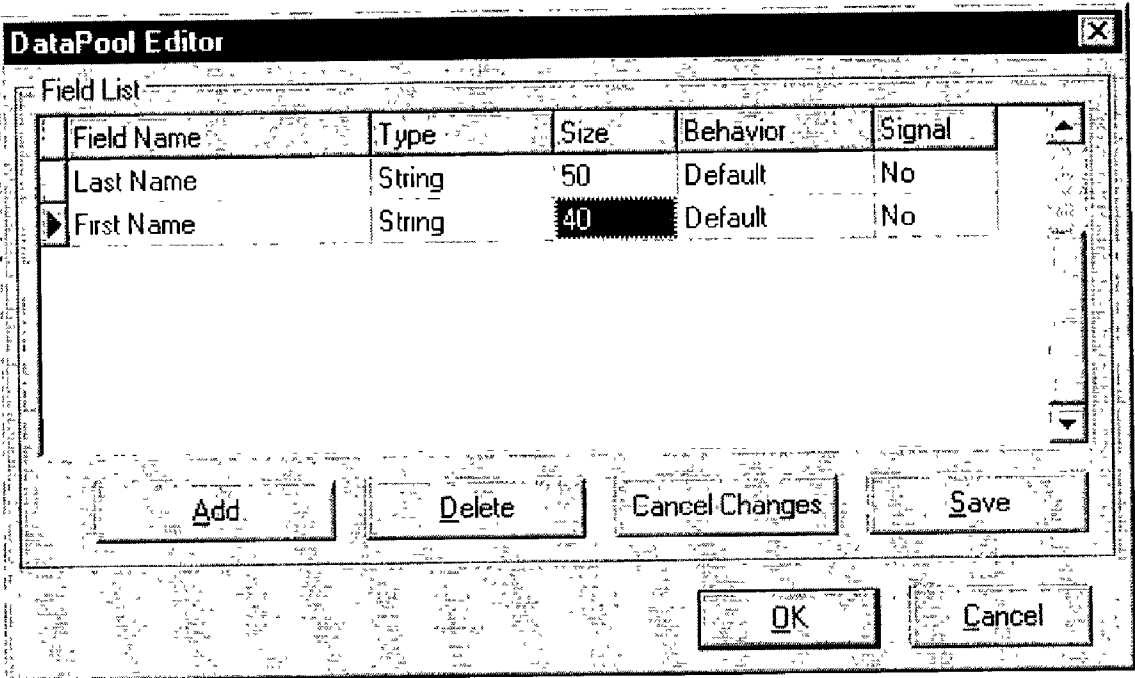 DataPool Editor
Field List
Field Name Type Size Behavior Signal
Last Name String 50 Default No
First Name String 40 Default No
Add Delete Cancel Changes Save
OK Cancel